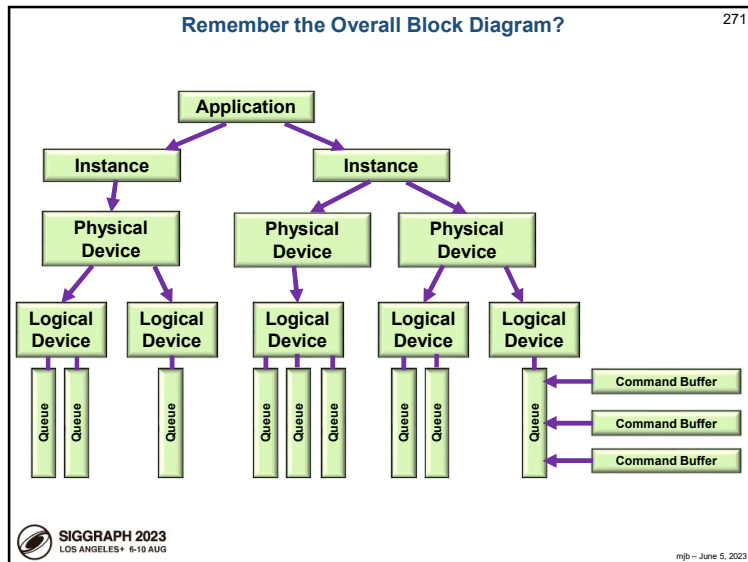 Remember the Overall Block Diagram?
271
Application
Instance
Instance
Physical
Device
Physical
Device
Physical
Device
Logical
Device
Logical
Device
Logical
Device
Logical
Device
Logical
Device
Queue
Queue
Queue
Queue
Queue
Queue
Queue
Queue
Queue
Command Buffer
Command Buffer
Command Buffer
SIGGRAPH 2023
LOS ANGELES+ 6-10 AUG
mjb – June 5, 2023